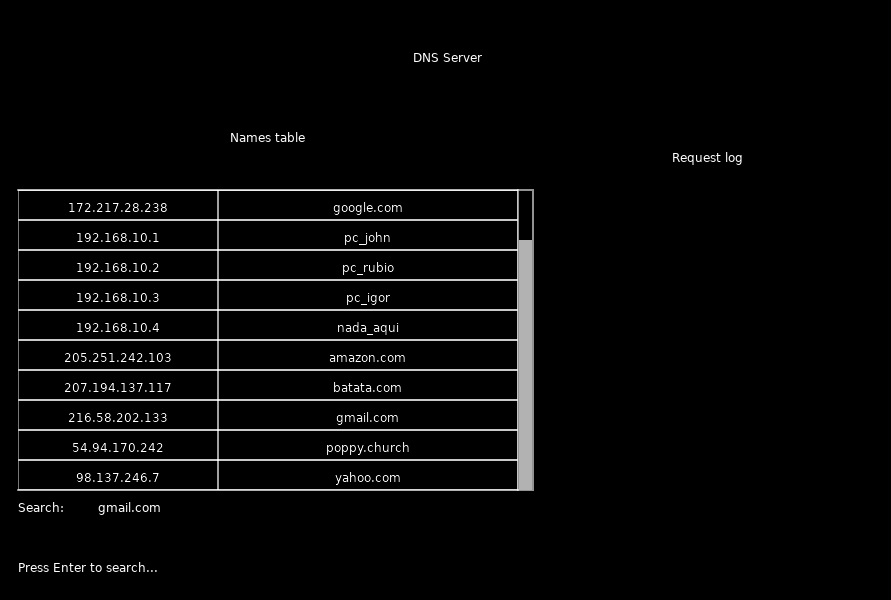 DNS Server
Names table
Request log
172.217.28.238 google.com
192.168.10.1 pc_john
192.168.10.2 pc_rubio
192.168.10.3 pc_igor
192.168.10.4 nada_aqui
205.251.242.103 amazon.com
207.194.137.117 batata.com
216.58.202.133 gmail.com
54.94.170.242 poppy.church
98.137.246.7 yahoo.com
Search: gmail.com
Press Enter to search...